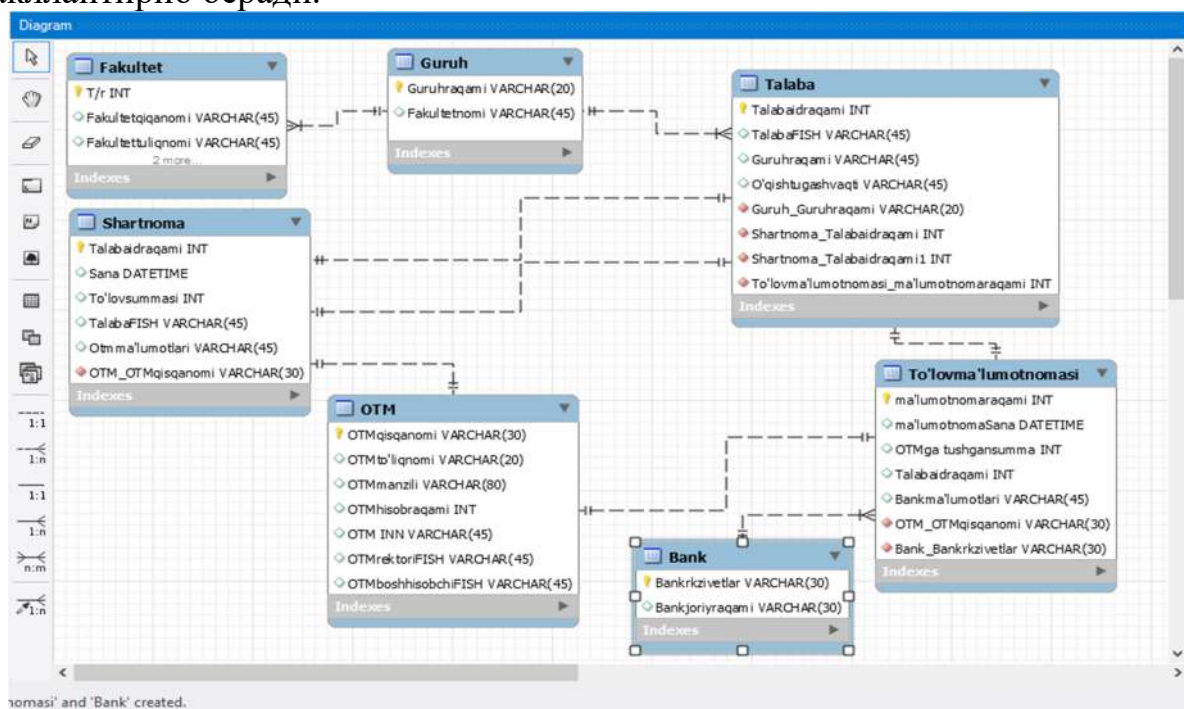 Diagram
Fakultet
T/r INT
Fakultetqiqanomi VARCHAR(45)
Fakultettuliqnomi VARCHAR(45)
2 more...
Indexes
Guruh
Guruhraqami VARCHAR(20)
Fakultetnomi VARCHAR(45)
Indexes
Talaba
Talabaidraqami INT
TalabaFISH VARCHAR(45)
Guruhraqami VARCHAR(45)
O'qishtugashvaqti VARCHAR(45)
Guruh_Guruhraqami VARCHAR(20)
Shartnoma_Talabaidraqami INT
Shartnoma_Talabaidraqami1 INT
To'lovma'lumotnomasi_ma'lumotnomaraqami INT
Indexes
Shartnoma
Talabaidraqami INT
Sana DATETIME
To'lovsummasi INT
TalabaFISH VARCHAR(45)
Otmma'lumotlari VARCHAR(45)
OTM_OTMqisqanomi VARCHAR(30)
Indexes
OTM
OTMqisqanomi VARCHAR(30)
OTMto'liqnomi VARCHAR(20)
OTMmanzili VARCHAR(80)
OTMhisobraqami INT
OTM INN VARCHAR(45)
OTMrektoriFISH VARCHAR(45)
OTMboshhisobchiFISH VARCHAR(45)
Indexes
To'lovma'lumotnomasi
ma'lumotnomaraqami INT
ma'lumotnomaSana DATETIME
OTMga tushgansumma INT
Talabaidraqami INT
Bankma'lumotlari VARCHAR(45)
OTM_OTMqisqanomi VARCHAR(30)
Bank_Bankrkzivetlar VARCHAR(30)
Indexes
Bank
Bankrkzivetlar VARCHAR(30)
Bankjoriyraqami VARCHAR(30)
Indexes
1:1
1:n
1:1
1:n
n:m
1:n
nomasi' and 'Bank' created.